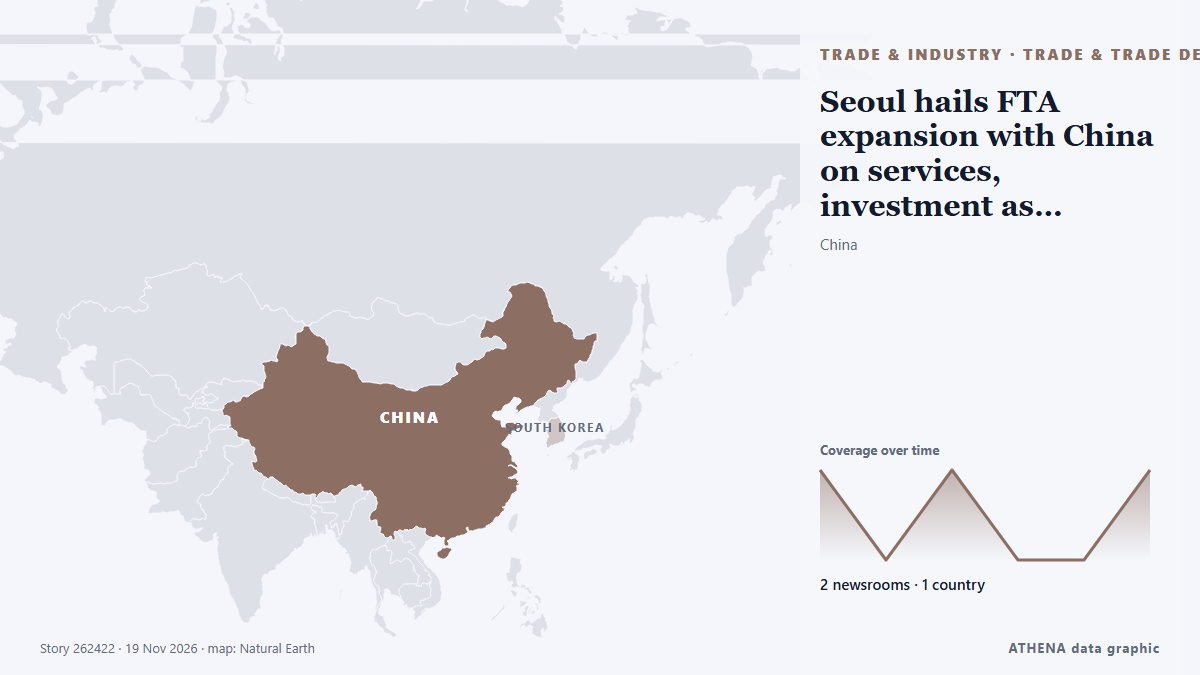 TRADE & INDUSTRY · TRADE & TRADE DE
Seoul hails FTA
expansion with China
on services,
investment as...
China
CHINA
SOUTH KOREA
Coverage over time
2 newsrooms · 1 country
Story 262422 · 19 Nov 2026 · map: Natural Earth
ATHENA data graphic